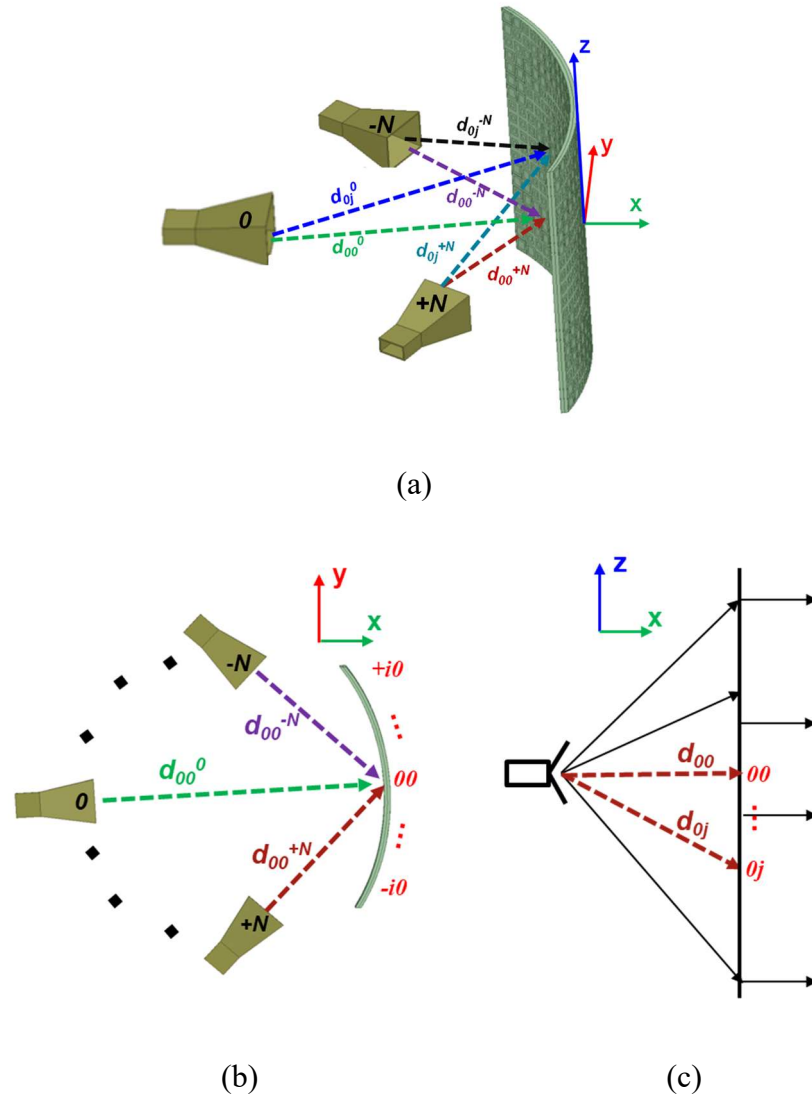 z
y
x
-N
d0j-N
0
d0j0
d00-N
d000
d0j+N
d00+N
+N
(a)
y
x
-N
+i0
...
d00-N
d000
00
0
d00+N
...
-i0
+N
(b)
z
x
d00
00
...
d0j
0j
(c)